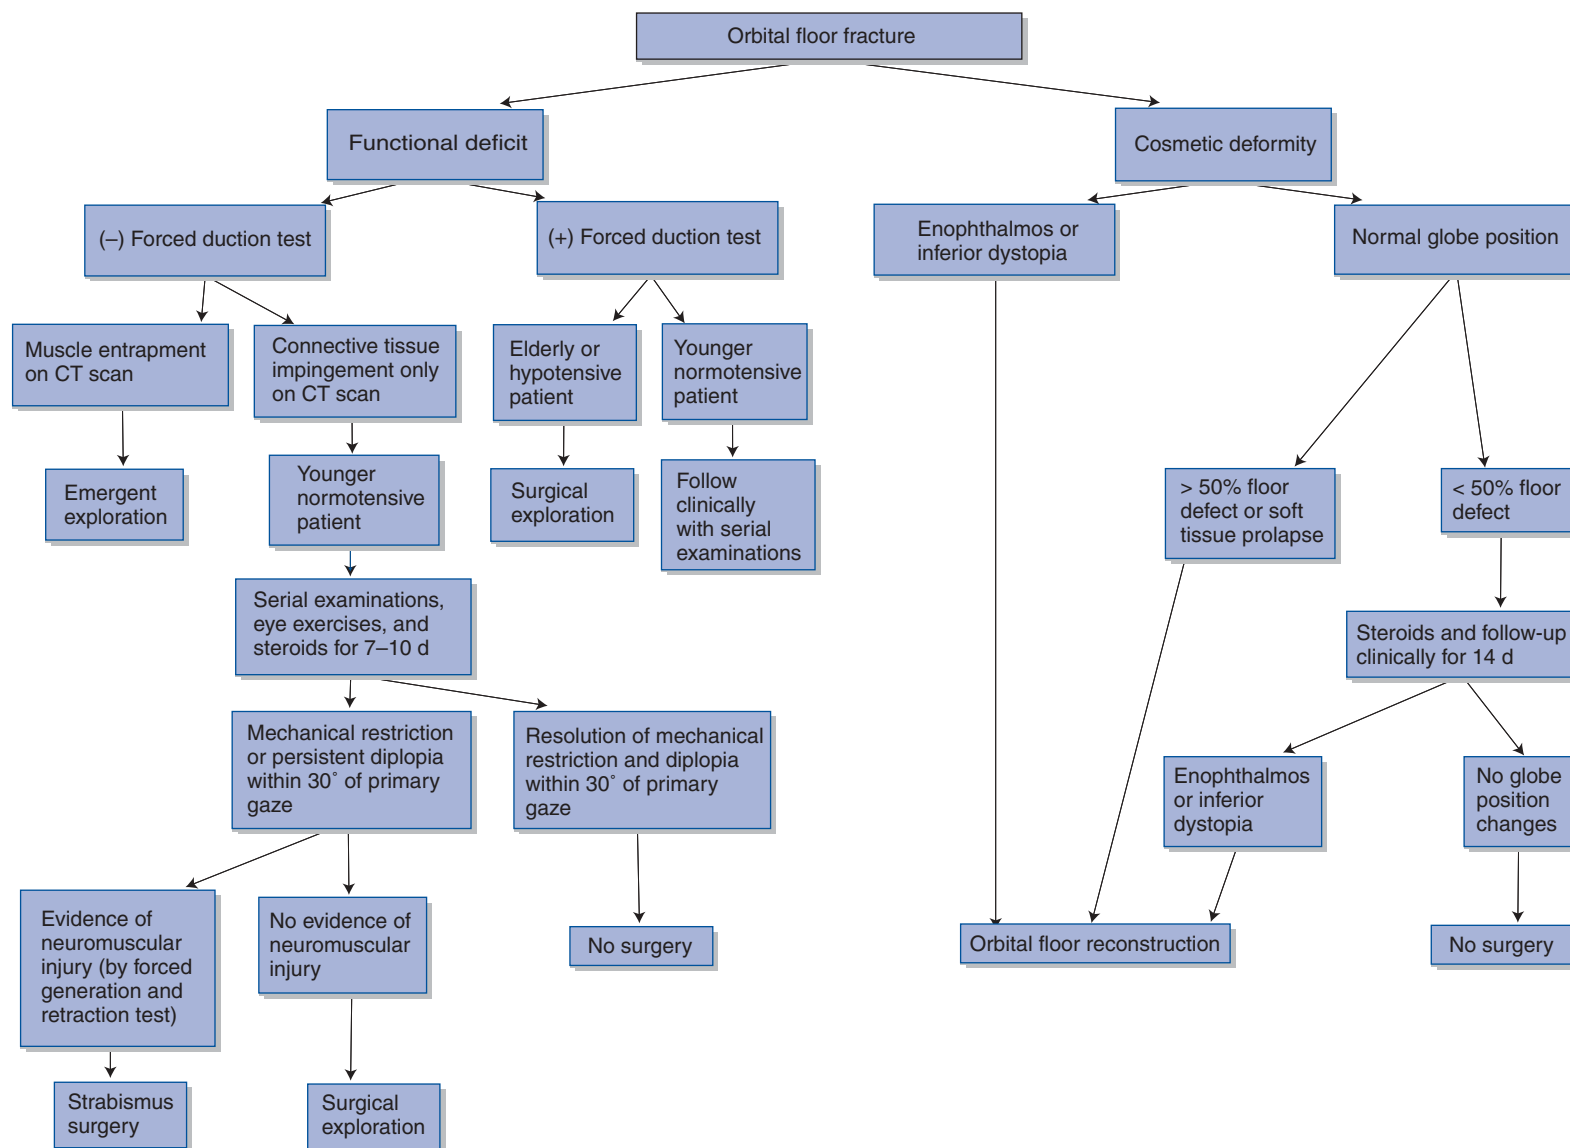 Orbital floor fracture
Functional deficit
Cosmetic deformity
(–) Forced duction test
(+) Forced duction test
Enophthalmos or
inferior dystopia
Normal globe position
Muscle entrapment
on CT scan
Connective tissue
impingement only
on CT scan
Elderly or
hypotensive
patient
Younger
normotensive
patient
Emergent
exploration
Younger
normotensive
patient
Surgical
exploration
Follow
clinically
with serial
examinations
> 50% floor
defect or soft
tissue prolapse
< 50% floor
defect
Serial examinations,
eye exercises, and
steroids for 7–10 d
Steroids and follow-up
clinically for 14 d
Mechanical restriction
or persistent diplopia
within 30˚ of primary
gaze
Resolution of mechanical
restriction and diplopia
within 30˚ of primary
gaze
Enophthalmos
or inferior
dystopia
No globe
position
changes
Evidence of
neuromuscular
injury (by forced
generation and
retraction test)
No evidence of
neuromuscular
injury
No surgery
Orbital floor reconstruction
No surgery
Strabismus
surgery
Surgical
exploration